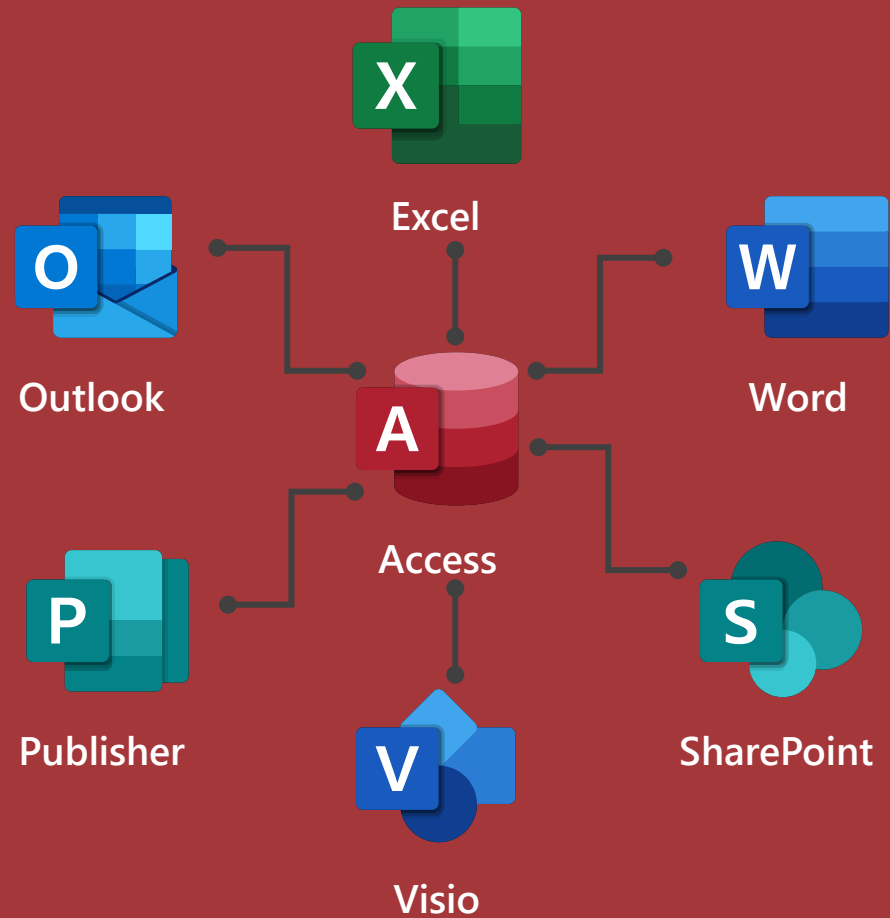 X
Excel
O
Outlook
W
Word
A
Access
P
Publisher
S
SharePoint
V
Visio